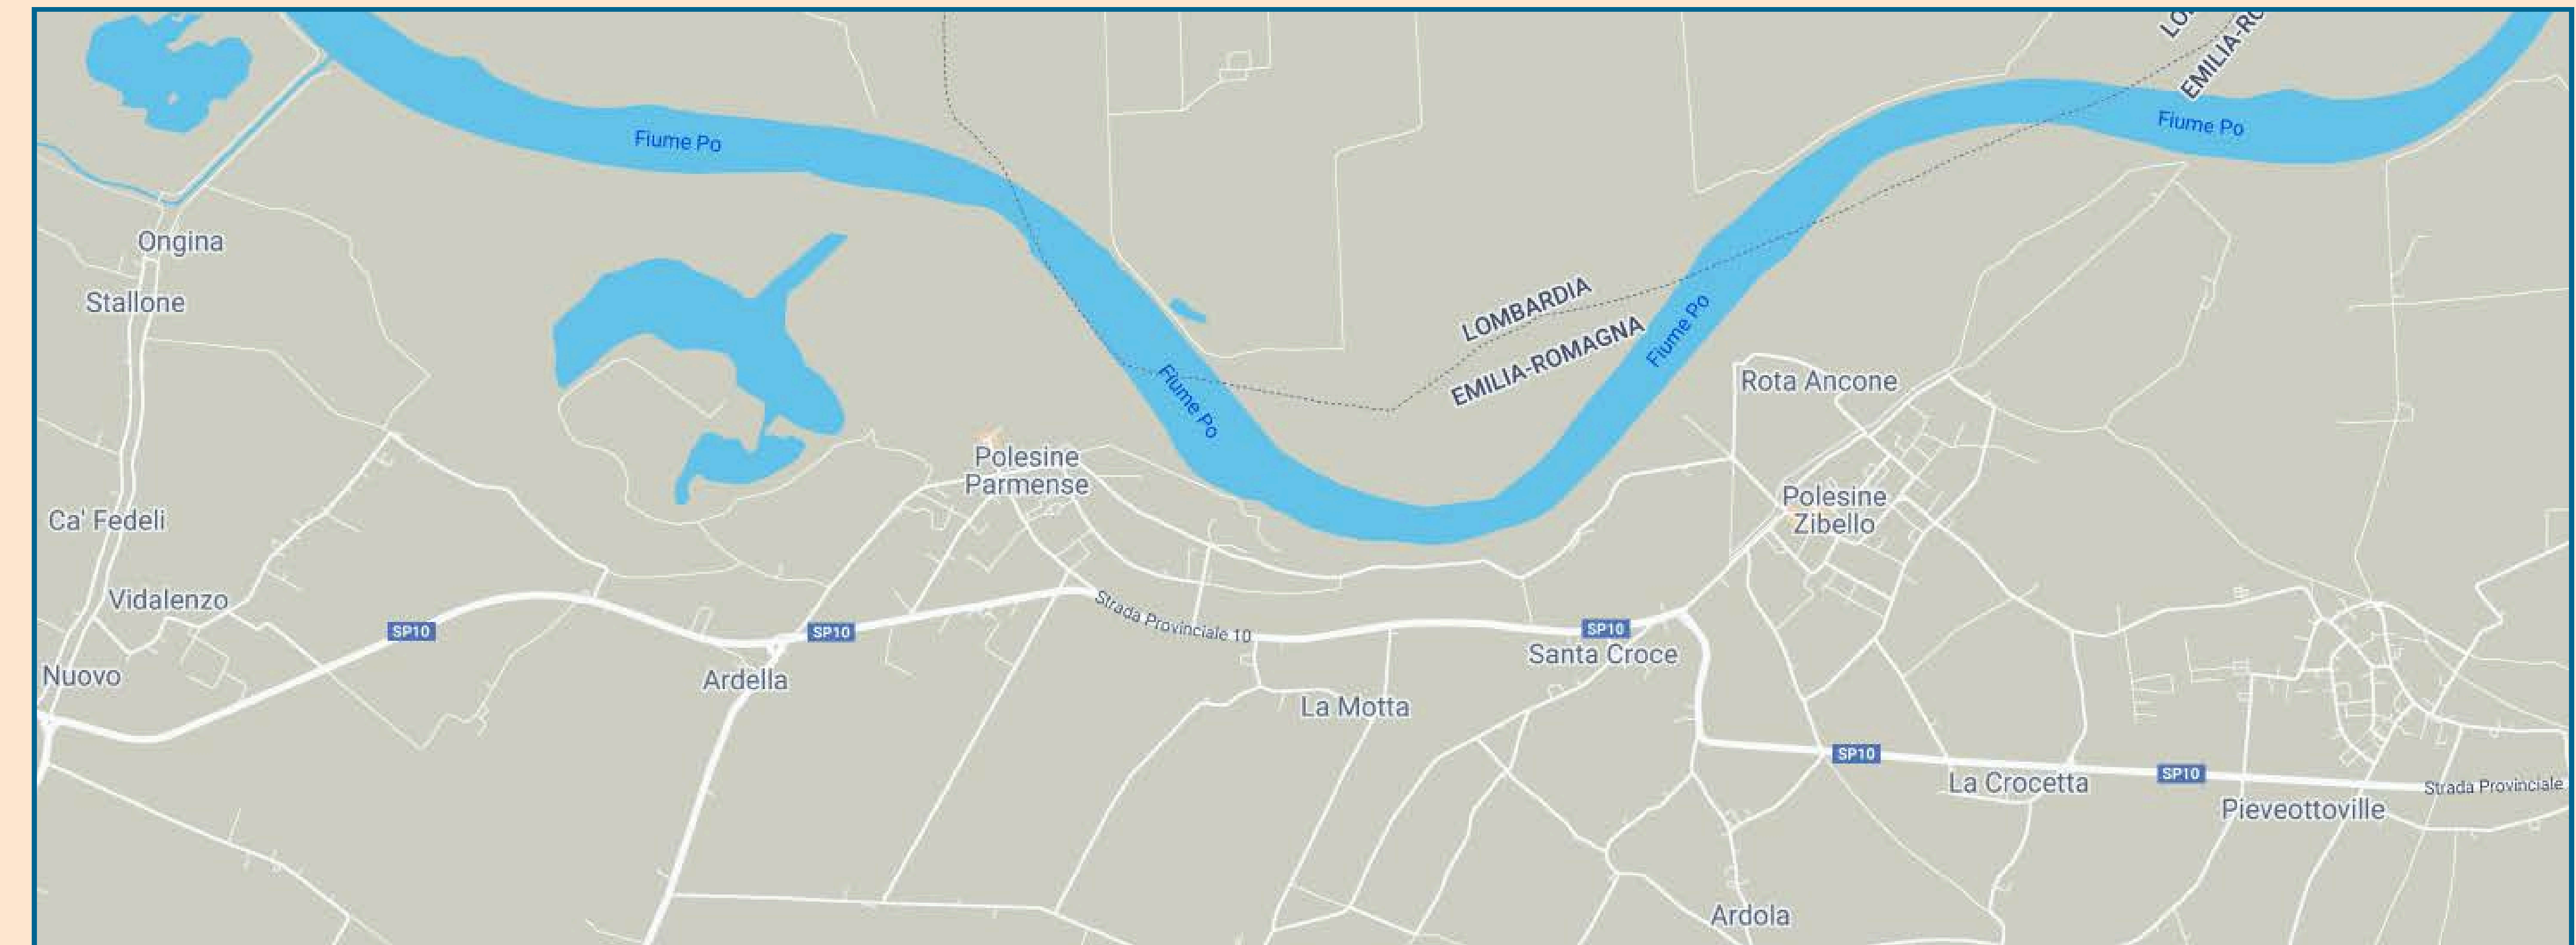 EMILIA-RO
Fiume Po
Fiume Po
Ongina
Stallone
LOMBARDIA
EMILIA-ROMAGNA
Fiume Po
Fiume Po
Rota Ancone
Polesine
Parmense
Polesine
Zibello
Ca' Fedeli
Vidalenzo
SP10
SP10
Strada Provinciale 10
SP10
Santa Croce
Nuovo
Ardella
La Motta
SP10
SP10
La Crocetta
Strada Provinciale
Pieveottoville
Ardola